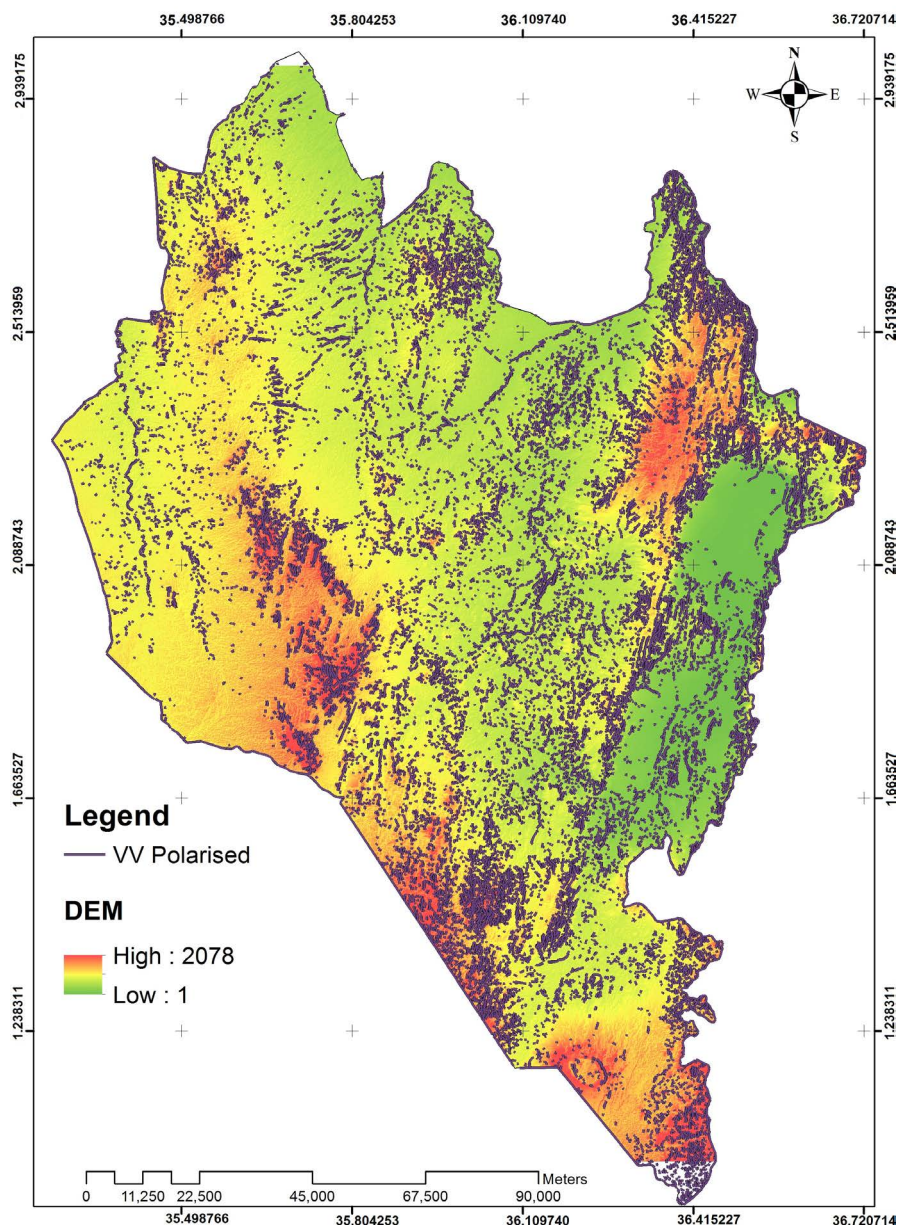 35.498766 35.804253 36.109740 36.415227 36.720714
N
W E
S
2.939175 2.939175
2.513959 2.513959
2.088743 2.088743
1.663527 1.663527
Legend
VV Polarised
DEM
High : 2078
Low : 1
1.238311 1.238311
Meters
0 11,250 22,500 45,000 67,500 90,000
35.498766 35.804253 36.109740 36.415227 36.720714